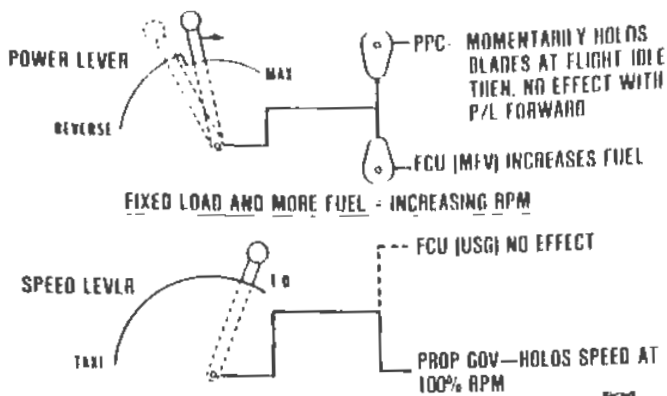 POWER LEVER
MAX
REVERSE
PPC- MOMENTARILY HOLDS
BLADES AT FLIGHT IDLE
THEN, NO EFFECT WITH
P/L FORWARD
FCU (MFV) INCREASES FUEL
FIXED LOAD AND MORE FUEL = INCREASING RPM
SPEED LEVER
TAXI
FCU (USG) NO EFFECT
PROP GOV—HOLDS SPEED AT
100% RPM